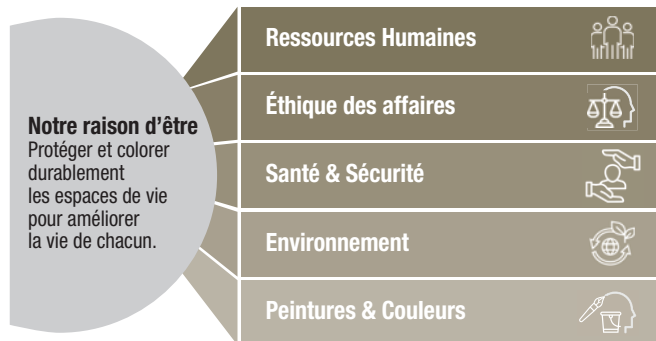 Notre raison d’être
Protéger et colorer
durablement
les espaces de vie
pour améliorer
la vie de chacun.
Ressources Humaines
Éthique des affaires
Santé & Sécurité
Environnement
Peintures & Couleurs